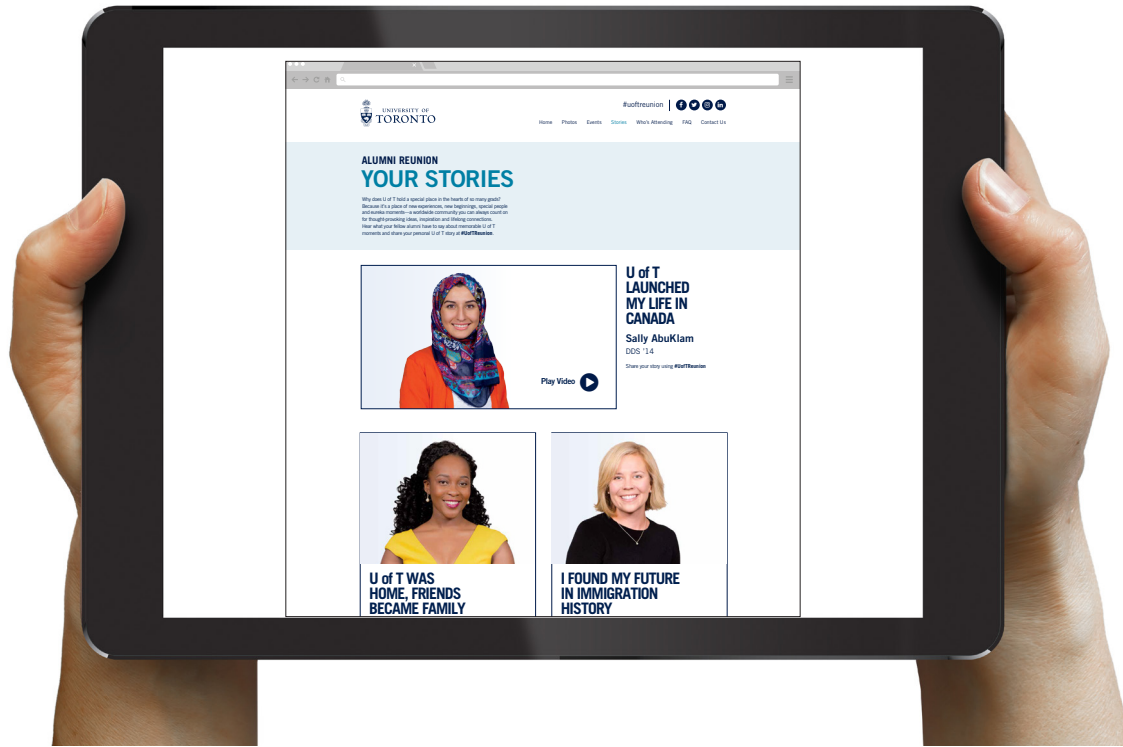 UNIVERSITY OF
TORONTO
#uoftreunion
Home Photos Events Stories Who's Attending FAQ Contact Us
ALUMNI REUNION
YOUR STORIES
Why does U of T hold a special place in the hearts of so many grads?
Because it's a place of new experiences, new beginnings, special people
and eureka moments—a worldwide community you can always count on
for thought-provoking ideas, inspiration and lifelong connections.
Hear what your fellow alumni have to say about memorable U of T
moments and share your personal U of T story at #UofTReunion.
Play Video
U of T
LAUNCHED
MY LIFE IN
CANADA
Sally AbuKlam
DDS '14
Share your story using #UofTReunion
U of T WAS
HOME, FRIENDS
BECAME FAMILY
I FOUND MY FUTURE
IN IMMIGRATION
HISTORY